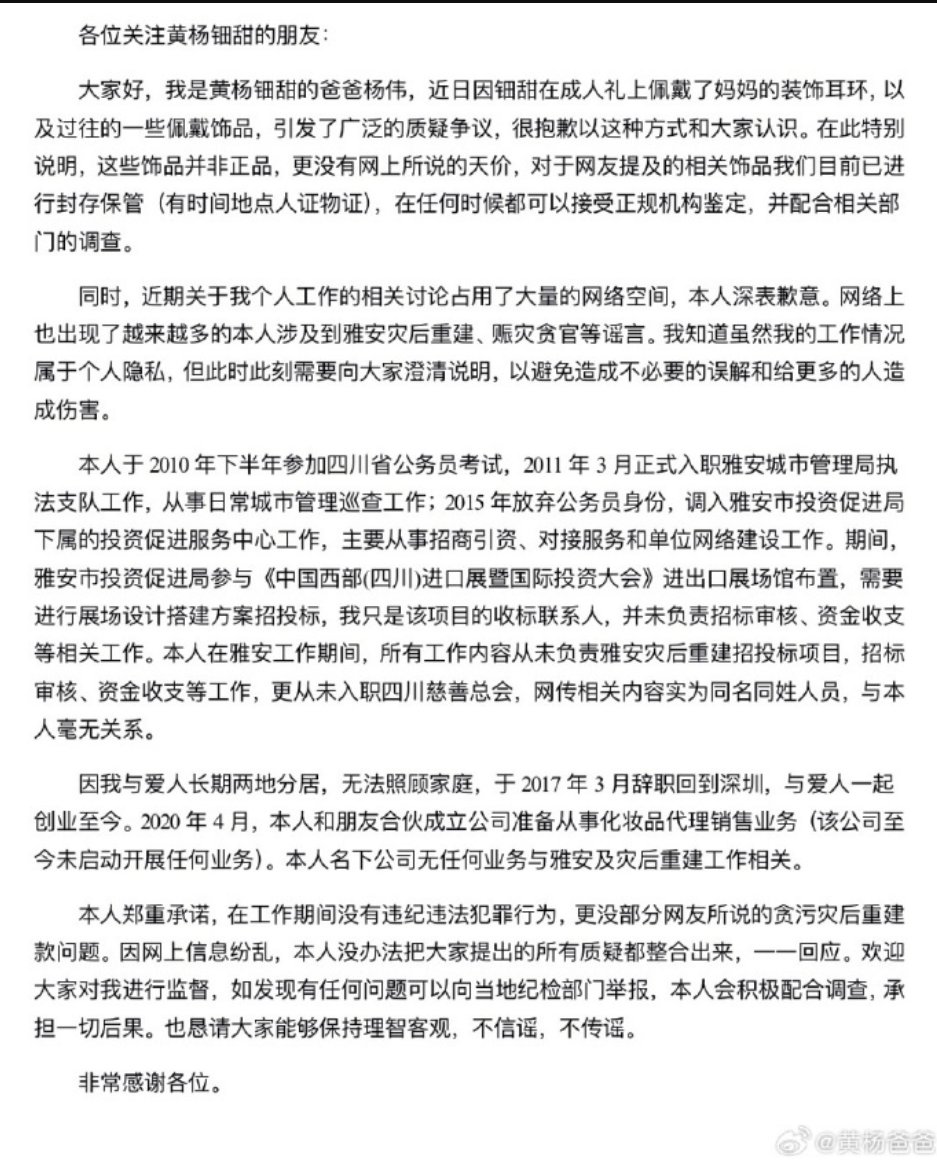 各位关注黄杨钿甜的朋友：
大家好，我是黄杨钿甜的爸爸杨伟，近日因钿甜在成人礼上佩戴了妈妈的装饰耳环，以
及过往的一些佩戴饰品，引发了广泛的质疑争议，很抱歉以这种方式和大家认识。在此特别
说明，这些饰品并非正品，更没有网上所说的天价，对于网友提及的相关饰品我们目前已进
行封存保管（有时间地点人证物证），在任何时候都可以接受正规机构鉴定，并配合相关部
门的调查。
同时，近期关于我个人工作的相关讨论占用了大量的网络空间，本人深表歉意。网络上
也出现了越来越多的本人涉及到雅安灾后重建、赈灾贪官等谣言。我知道虽然我的工作情况
属于个人隐私，但此时此刻需要向大家澄清说明，以避免造成不必要的误解和给更多的人造
成伤害。
本人于 2010 年下半年参加四川省公务员考试，2011 年 3 月正式入职雅安城市管理局执
法支队工作，从事日常城市管理巡查工作；2015 年放弃公务员身份，调入雅安市投资促进局
下属的投资促进服务中心工作，主要从事招商引资、对接服务和单位网络建设工作。期间，
雅安市投资促进局参与《中国西部(四川)进口展暨国际投资大会》进出口展场馆布置，需要
进行展场设计搭建方案招投标，我只是该项目的收标联系人，并未负责招标审核、资金收支
等相关工作。本人在雅安工作期间，所有工作内容从未负责雅安灾后重建招投标项目，招标
审核、资金收支等工作，更从未入职四川慈善总会，网传相关内容实为同名同姓人员，与本
人毫无关系。
因我与爱人长期两地分居，无法照顾家庭，于 2017 年 3 月辞职回到深圳，与爱人一起
创业至今。2020 年 4 月，本人和朋友合伙成立公司准备从事化妆品代理销售业务（该公司至
今未启动开展任何业务）。本人名下公司无任何业务与雅安及灾后重建工作相关。
本人郑重承诺，在工作期间没有违纪违法犯罪行为，更没部分网友所说的贪污灾后重建
款问题。因网上信息纷乱，本人没办法把大家提出的所有质疑都整合出来，一一回应。欢迎
大家对我进行监督，如发现有任何问题可以向当地纪检部门举报，本人会积极配合调查，承
担一切后果。也恳请大家能够保持理智客观，不信谣，不传谣。
非常感谢各位。
@黄杨爸爸